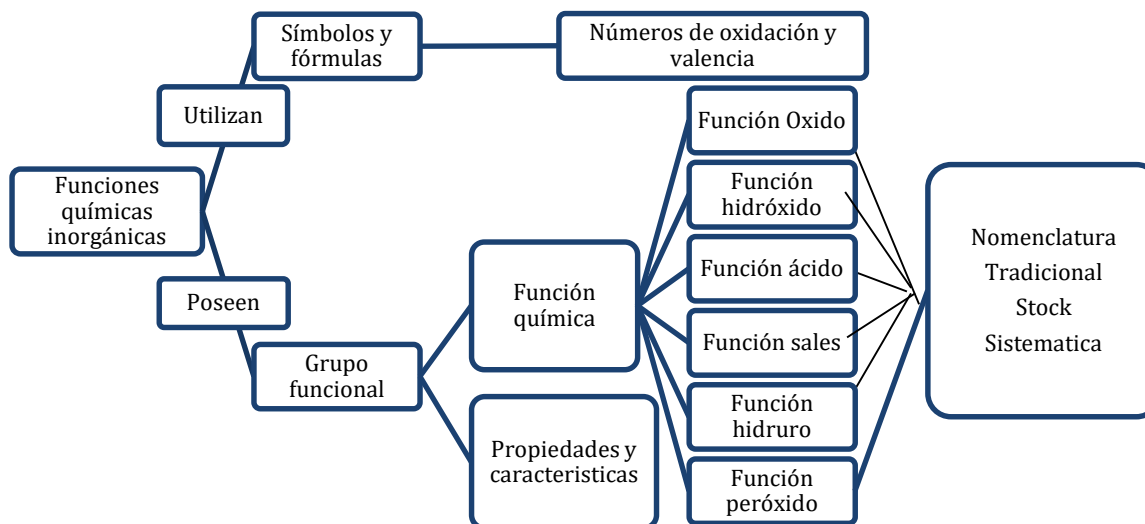 Símbolos y
fórmulas
Números de oxidación y
valencia
Utilizan
Funciones
químicas
inorgánicas
Poseen
Grupo
funcional
Función
química
Propiedades y
caracteristicas
Función Oxido
Función
hidróxido
Función ácido
Función sales
Función
hidruro
Función
peróxido
Nomenclatura
Tradicional
Stock
Sistematica